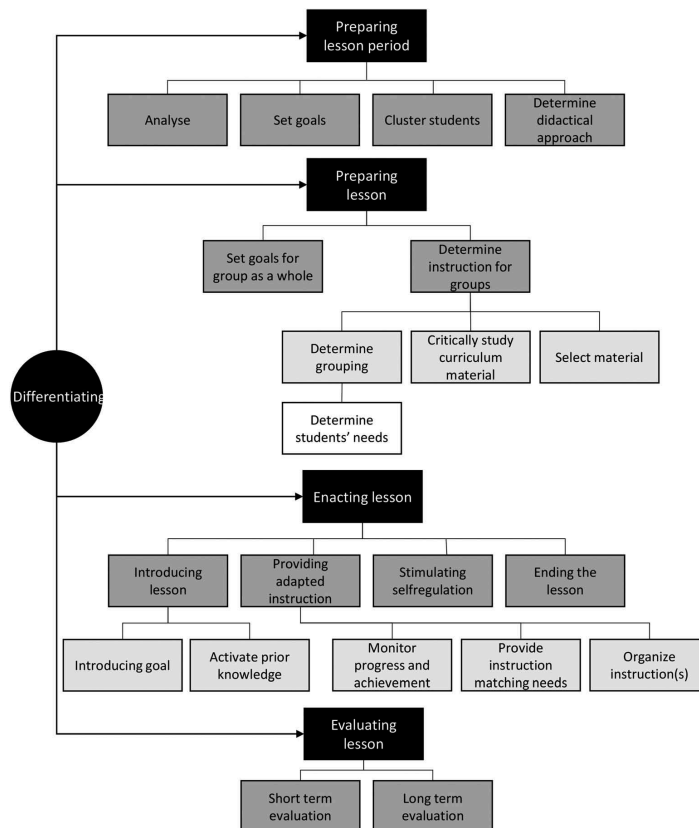 Preparing
lesson period
Analyse
Set goals
Cluster students
Determine
didactical
approach
Preparing
lesson
Set goals for
group as a whole
Determine
instruction for
groups
Determine
grouping
Critically study
curriculum
material
Select material
Differentiating
Determine
students' needs
Enacting lesson
Introducing
lesson
Providing
adapted
instruction
Stimulating
selfregulation
Ending the
lesson
Introducing goal
Activate prior
knowledge
Monitor
progress and
achievement
Provide
instruction
matching needs
Organize
instruction(s)
Evaluating
lesson
Short term
evaluation
Long term
evaluation